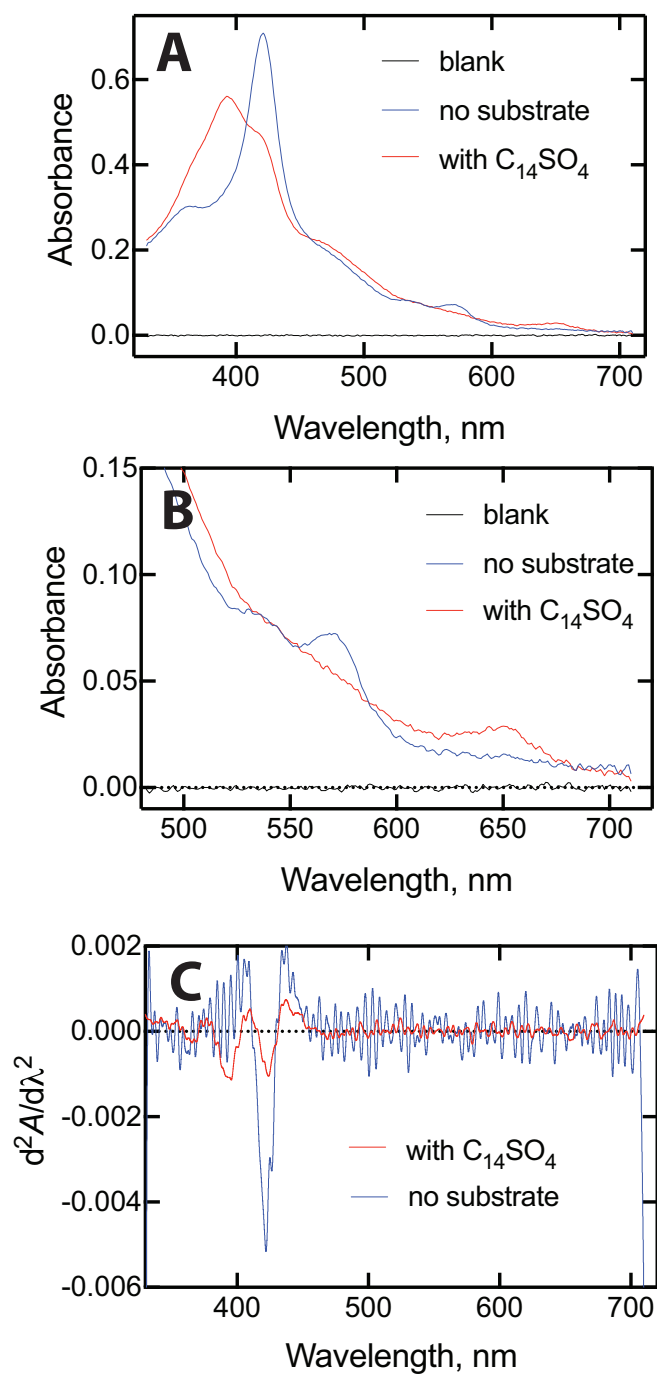 A
blank
no substrate
with C₁₄SO₄
Absorbance
0.6
0.4
0.2
0.0
400 500 600 700
Wavelength, nm
B
blank
no substrate
with C₁₄SO₄
Absorbance
0.15
0.10
0.05
0.00
500 550 600 650 700
Wavelength, nm
C
d²A/dλ²
0.002
0.000
-0.002
-0.004
-0.006
with C₁₄SO₄
no substrate
400 500 600 700
Wavelength, nm